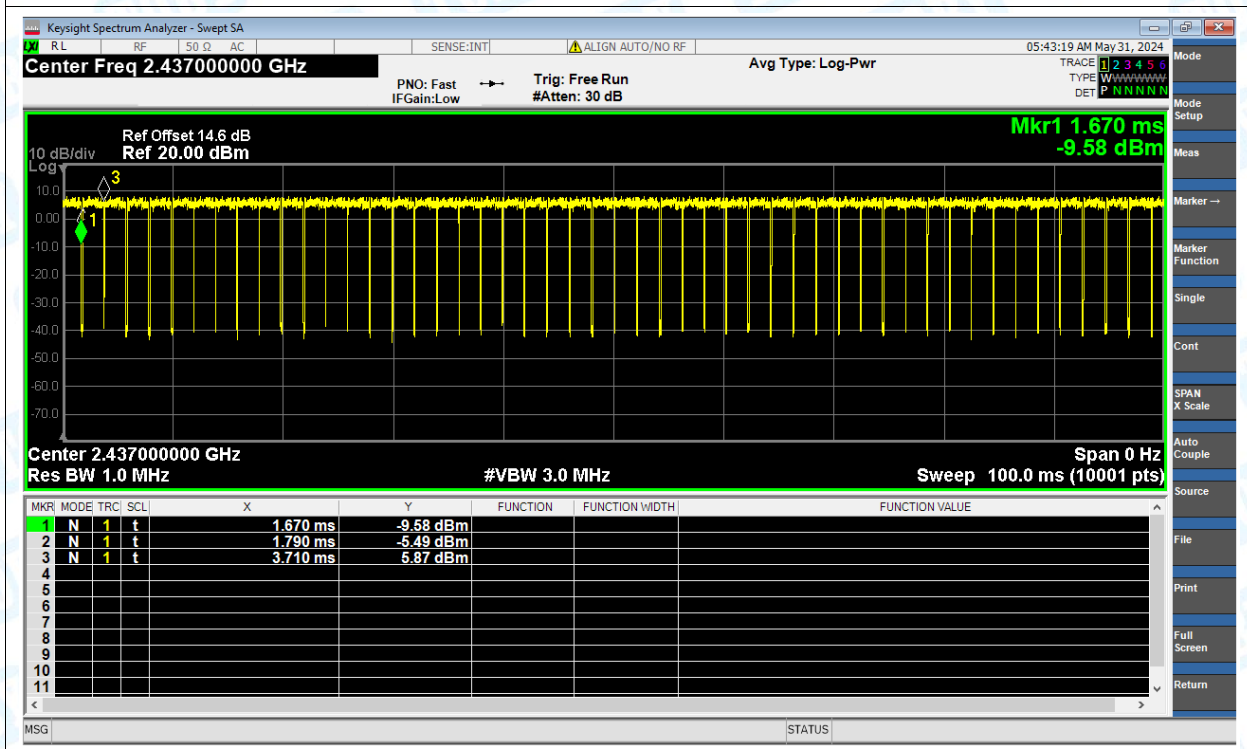 Keysight Spectrum Analyzer - Swept SA
LXI RL RF 50 Ω AC SENSE:INT ALIGN AUTO/NO RF 05:43:19 AM May 31, 2024
Center Freq 2.437000000 GHz
PNO: Fast
IFGain:Low
Trig: Free Run
#Atten: 30 dB
Avg Type: Log-Pwr
TRACE 1 2 3 4 5 6
TYPE WWWWWW
DET P N N N N N
Ref Offset 14.6 dB
Ref 20.00 dBm
10 dB/div
Log
Mkr1 1.670 ms
-9.58 dBm
3
1
10.0
0.00
-10.0
-20.0
-30.0
-40.0
-50.0
-60.0
-70.0
Center 2.437000000 GHz Span 0 Hz
Res BW 1.0 MHz #VBW 3.0 MHz Sweep 100.0 ms (10001 pts)
MKR MODE TRC SCL X Y FUNCTION FUNCTION WIDTH FUNCTION VALUE
1 N 1 t 1.670 ms -9.58 dBm
2 N 1 t 1.790 ms -5.49 dBm
3 N 1 t 3.710 ms 5.87 dBm
4
5
6
7
8
9
10
11
MSG STATUS
Mode
Mode
Setup
Meas
Marker →
Marker
Function
Single
Cont
SPAN
X Scale
Auto
Couple
Source
File
Print
Full
Screen
Return